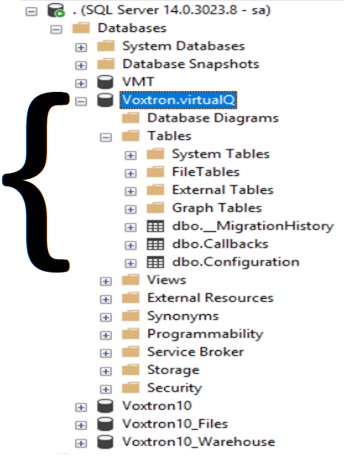 . (SQL Server 14.0.3023.8 - sa)
Databases
System Databases
Database Snapshots
VMT
Voxtron.virtualQ
Database Diagrams
Tables
System Tables
FileTables
External Tables
Graph Tables
dbo.__MigrationHistory
dbo.Callbacks
dbo.Configuration
Views
External Resources
Synonyms
Programmability
Service Broker
Storage
Security
Voxtron10
Voxtron10_Files
Voxtron10_Warehouse